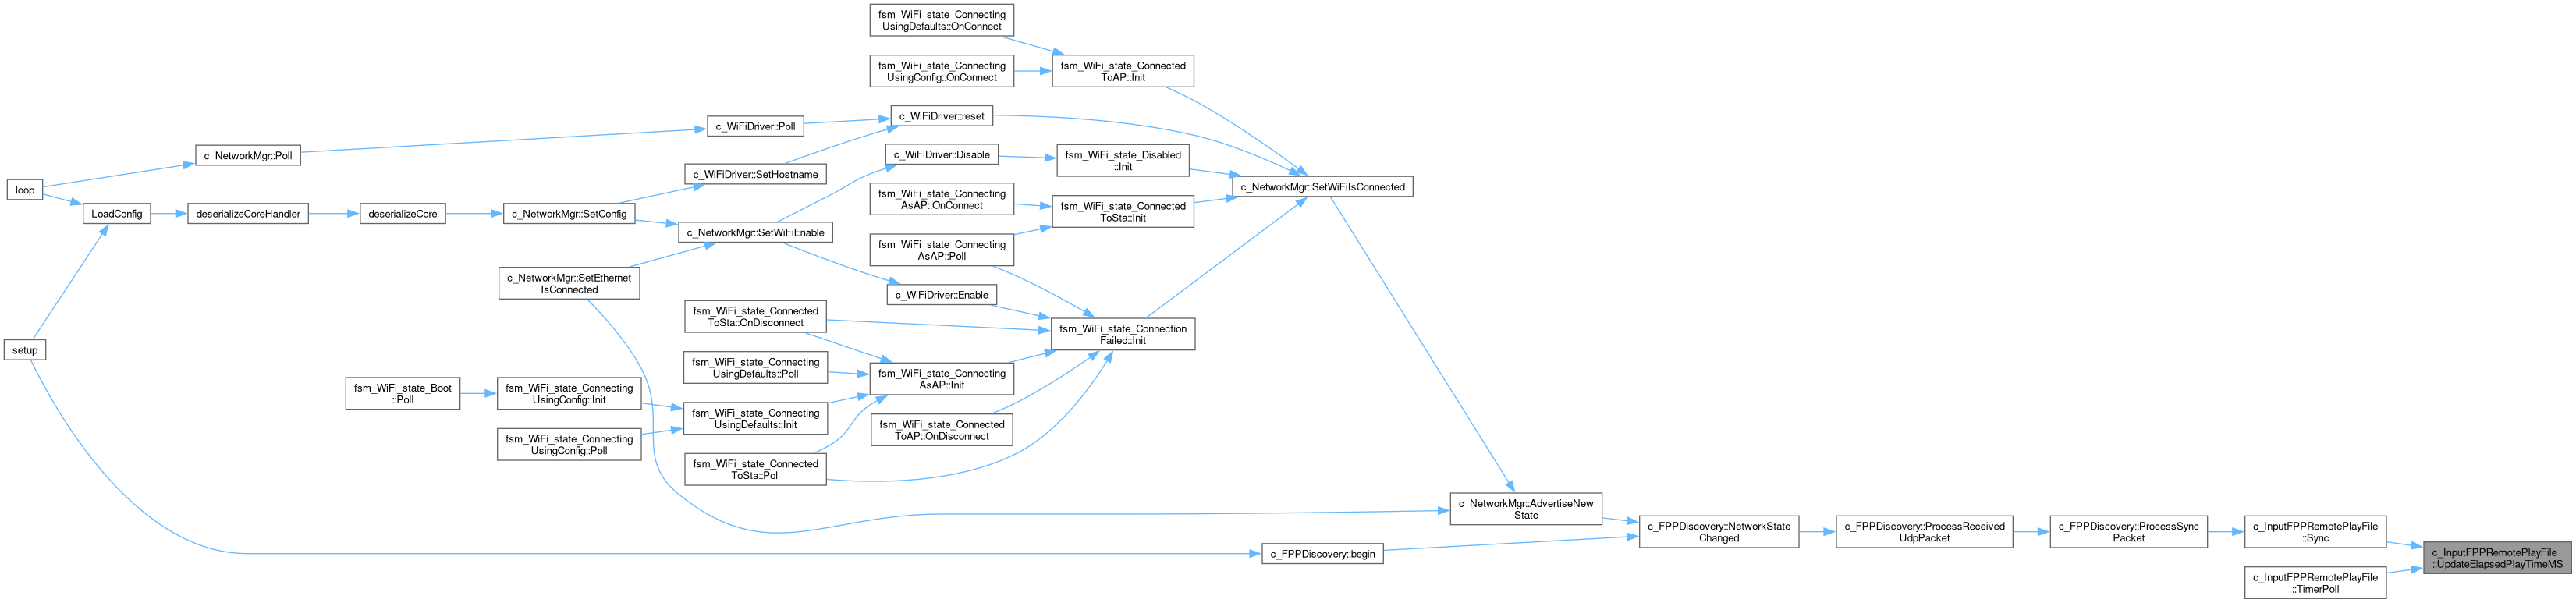 fsm_WiFi_state_Connecting
UsingDefaults::OnConnect
fsm_WiFi_state_Connecting
UsingConfig::OnConnect
fsm_WiFi_state_Connected
ToAP::Init
c_WiFiDriver::reset
c_WiFiDriver::Poll
c_NetworkMgr::Poll
c_WiFiDriver::Disable
fsm_WiFi_state_Disabled
::Init
c_WiFiDriver::SetHostname
loop
c_NetworkMgr::SetWiFiIsConnected
fsm_WiFi_state_Connecting
AsAP::OnConnect
fsm_WiFi_state_Connected
ToSta::Init
LoadConfig
deserializeCoreHandler
deserializeCore
c_NetworkMgr::SetConfig
c_NetworkMgr::SetWiFiEnable
fsm_WiFi_state_Connecting
AsAP::Poll
c_NetworkMgr::SetEthernet
IsConnected
c_WiFiDriver::Enable
fsm_WiFi_state_Connected
ToSta::OnDisconnect
fsm_WiFi_state_Connection
Failed::Init
setup
fsm_WiFi_state_Connecting
UsingDefaults::Poll
fsm_WiFi_state_Connecting
AsAP::Init
fsm_WiFi_state_Boot
::Poll
fsm_WiFi_state_Connecting
UsingConfig::Init
fsm_WiFi_state_Connecting
UsingDefaults::Init
fsm_WiFi_state_Connected
ToAP::OnDisconnect
fsm_WiFi_state_Connecting
UsingConfig::Poll
fsm_WiFi_state_Connected
ToSta::Poll
c_NetworkMgr::AdvertiseNew
State
c_FPPDiscovery::NetworkState
Changed
c_FPPDiscovery::ProcessReceived
UdpPacket
c_FPPDiscovery::ProcessSync
Packet
c_InputFPPRemotePlayFile
::Sync
c_FPPDiscovery::begin
c_InputFPPRemotePlayFile
::UpdateElapsedPlayTimeMS
c_InputFPPRemotePlayFile
::TimerPoll